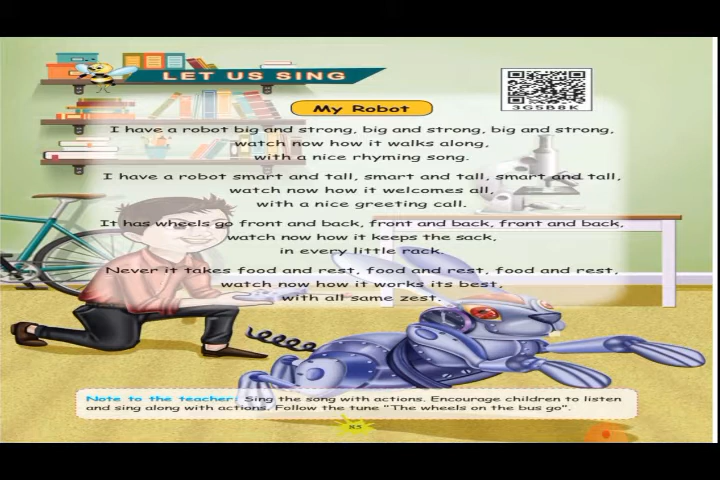 LET US SING
3G5B8K
My Robot
I have a robot big and strong, big and strong, big and strong,
watch now how it walks along,
with a nice rhyming song.
I have a robot smart and tall, smart and tall, smart and tall,
watch now how it welcomes all,
with a nice greeting call.
It has wheels go front and back, front and back, front and back,
watch now how it keeps the sack,
in every little rack.
Never it takes food and rest, food and rest, food and rest,
watch now how it works its best,
with all same zest.
Note to the teacher: Sing the song with actions. Encourage children to listen
and sing along with actions. Follow the tune "The wheels on the bus go".
85